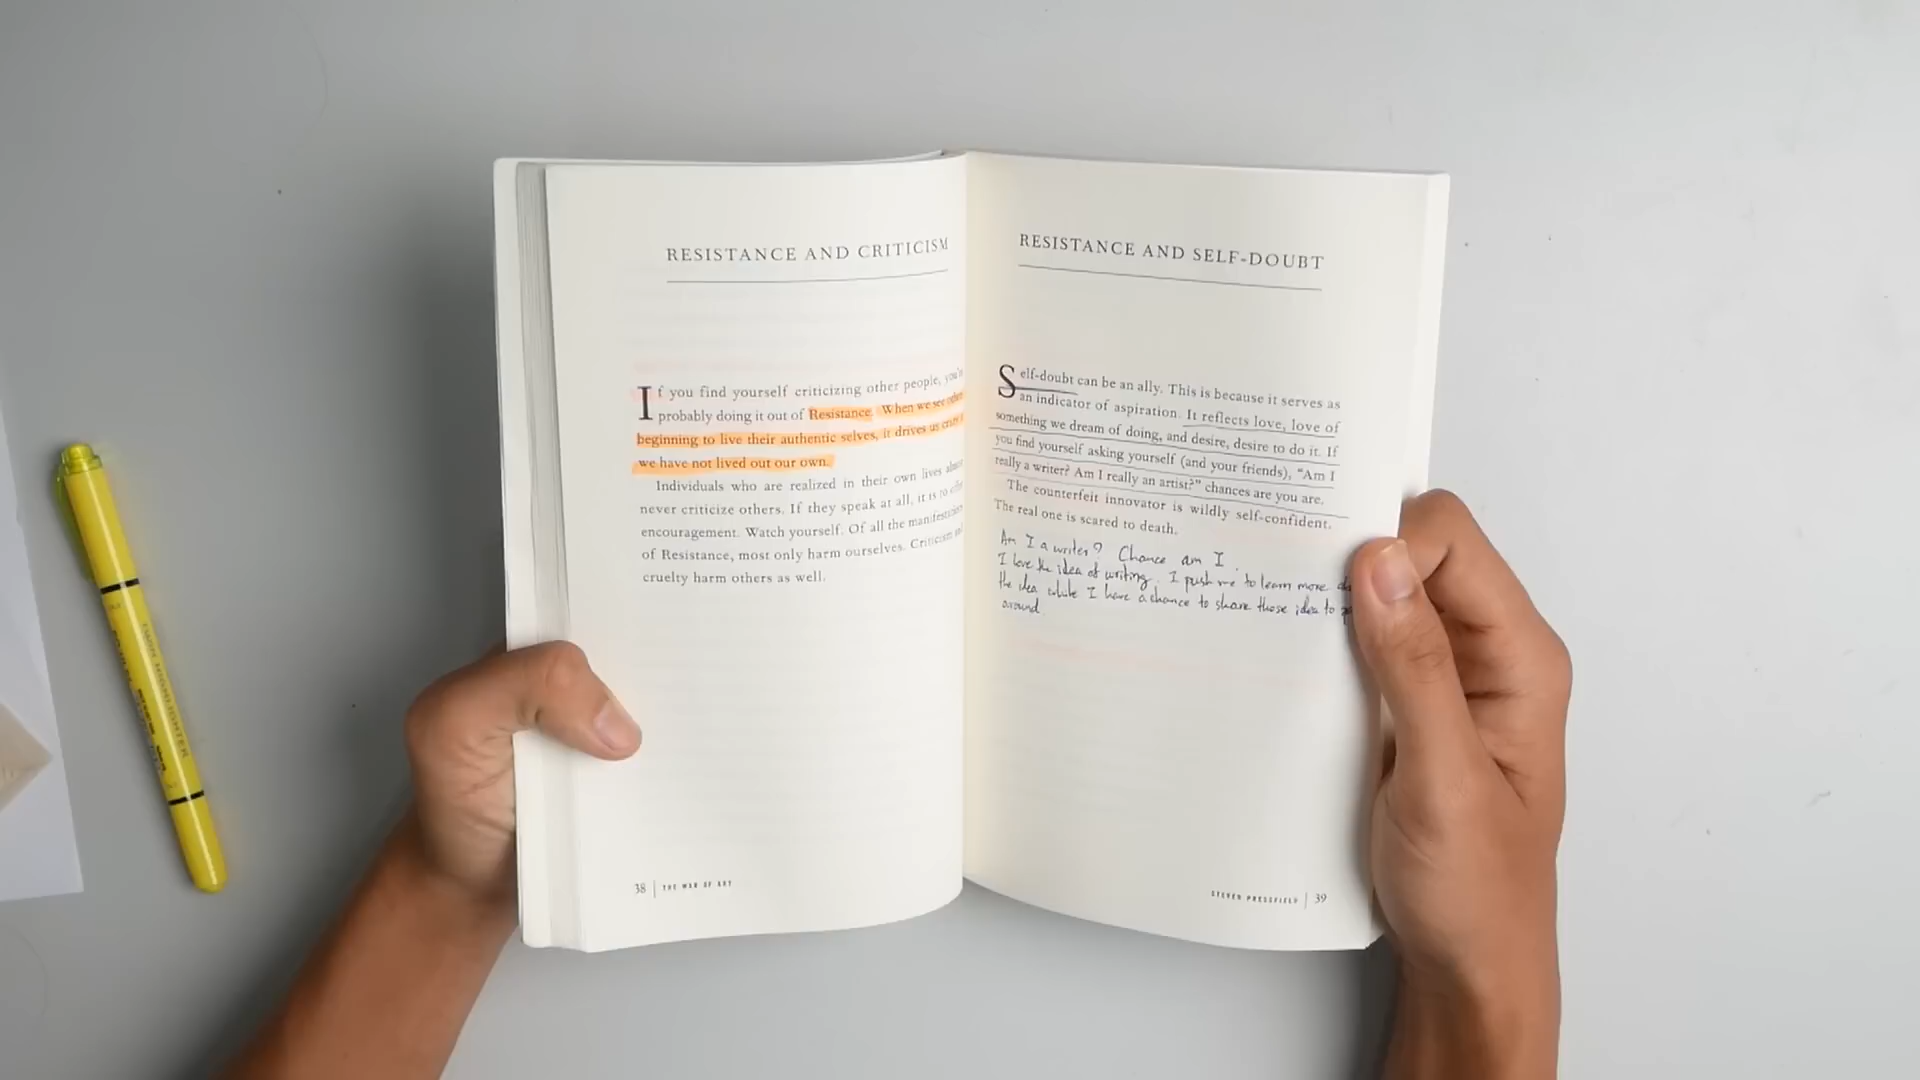 RESISTANCE AND CRITICISM
If you find yourself criticizing other people, you're
probably doing it out of Resistance. When we see others
beginning to live their authentic selves, it drives us crazy if
we have not lived out our own.
Individuals who are realized in their own lives almost
never criticize others. If they speak at all, it is to offer
encouragement. Watch yourself. Of all the manifestations
of Resistance, most only harm ourselves. Criticism and
cruelty harm others as well.
38 | THE WAR OF ART
RESISTANCE AND SELF-DOUBT
Self-doubt can be an ally. This is because it serves as
an indicator of aspiration. It reflects love, love of
something we dream of doing, and desire, desire to do it. If
you find yourself asking yourself (and your friends), "Am I
really a writer? Am I really an artist?" chances are you are.
The counterfeit innovator is wildly self-confident.
The real one is scared to death.
Am I a writer? Chance am I.
I love the idea of writing. I push me to learn more
the idea while I have a chance to share those idea to
around.
STEVEN PRESSFIELD | 39
TWIN HIGHLIGHTER